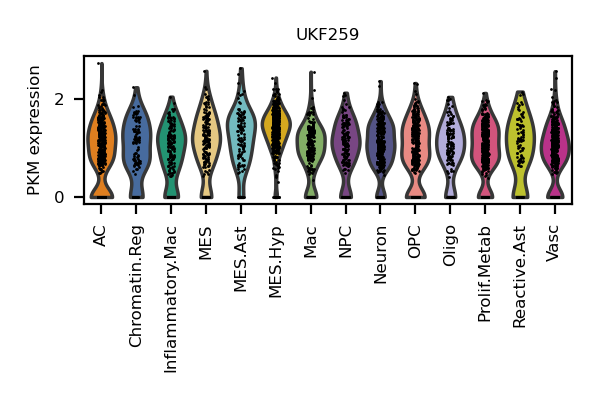 UKF259
PKM expression
2
0
AC
Chromatin.Reg
Inflammatory.Mac
MES
MES.Ast
MES.Hyp
Mac
NPC
Neuron
OPC
Oligo
Prolif.Metab
Reactive.Ast
Vasc